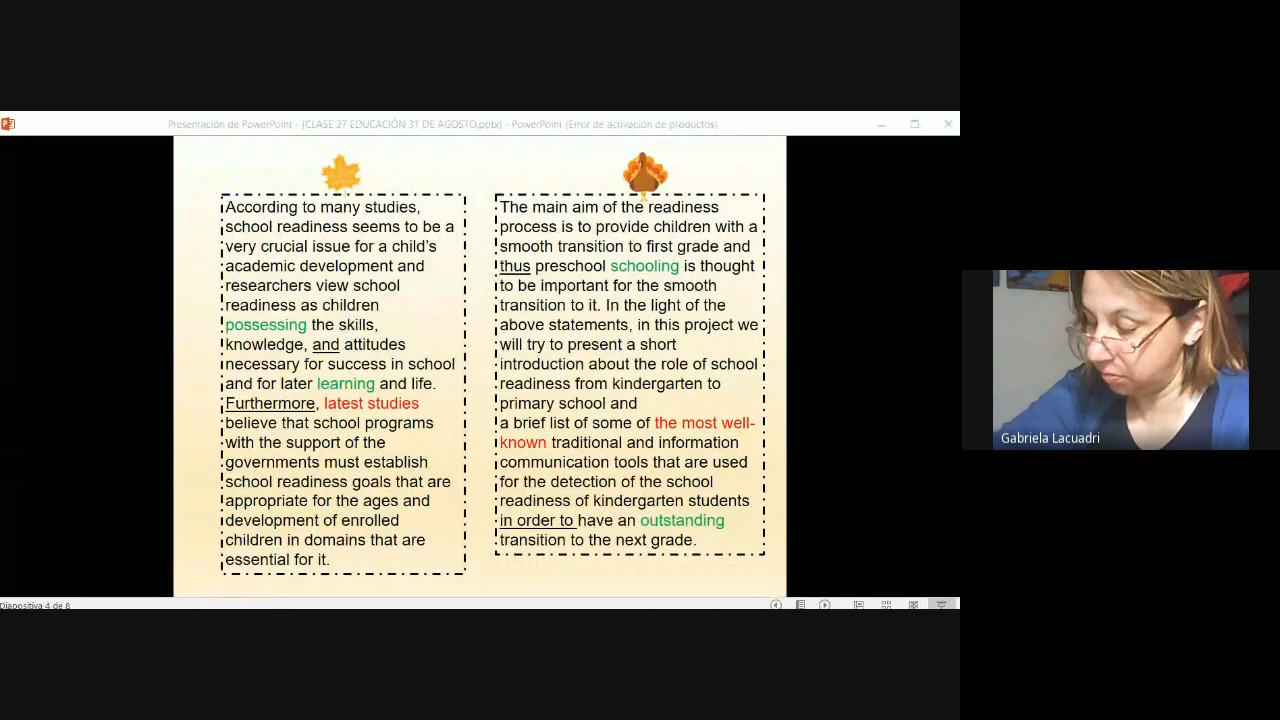 Presentación de PowerPoint - [CLASE 27 EDUCACIÓN 31 DE AGOSTO.pptx] - PowerPoint (Error de activación de productos)
According to many studies,
school readiness seems to be a
very crucial issue for a child's
academic development and
researchers view school
readiness as children
possessing the skills,
knowledge, and attitudes
necessary for success in school
and for later learning and life.
Furthermore, latest studies
believe that school programs
with the support of the
governments must establish
school readiness goals that are
appropriate for the ages and
development of enrolled
children in domains that are
essential for it.
The main aim of the readiness
process is to provide children with a
smooth transition to first grade and
thus preschool schooling is thought
to be important for the smooth
transition to it. In the light of the
above statements, in this project we
will try to present a short
introduction about the role of school
readiness from kindergarten to
primary school and
a brief list of some of the most well-
known traditional and information
communication tools that are used
for the detection of the school
readiness of kindergarten students
in order to have an outstanding
transition to the next grade.
Gabriela Lacuadri
Diapositiva 4 de 8